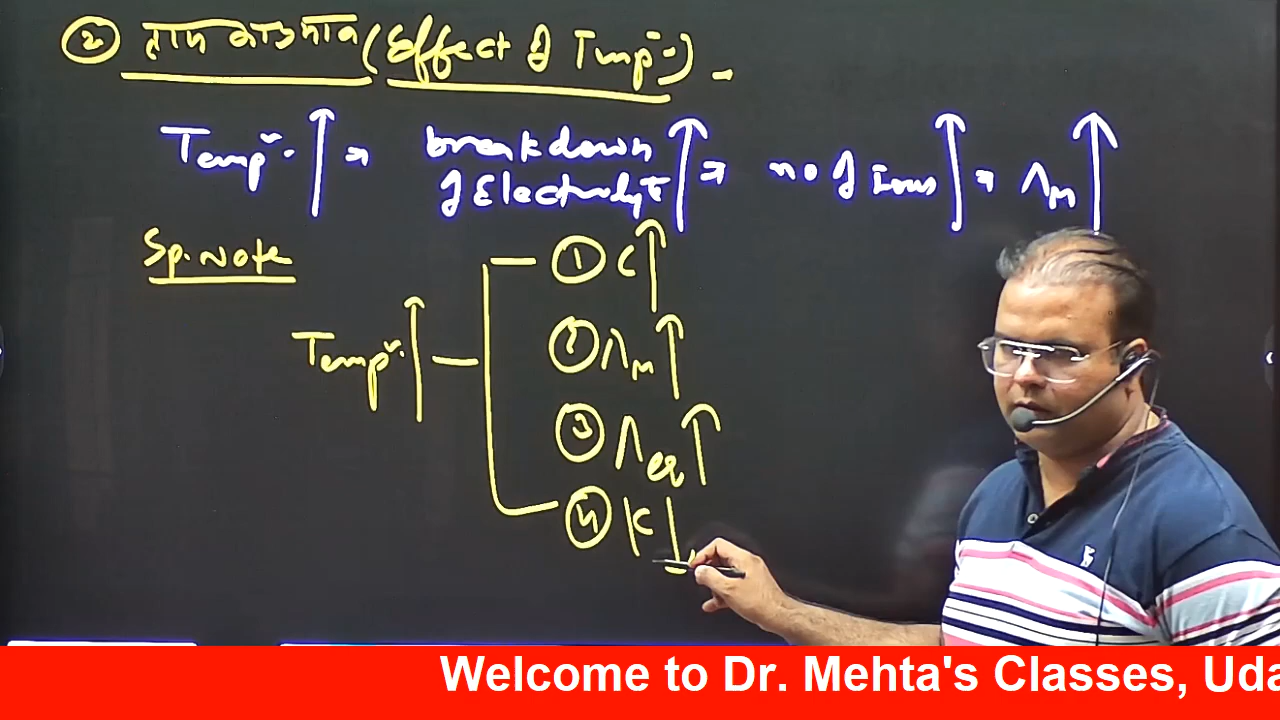 ② ताप का प्रभाव (Effect of Temp^r.) -
Temp^r. ↑ ⇒ breakdown of Electrolyte ↑ ⇒ no of ions ↑ ⇒ Λm ↑
Sp. Note
Temp^r. ↑
① C ↑
② Λm ↑
③ Λeq ↑
④ K ↓
Welcome to Dr. Mehta's Classes, Uda